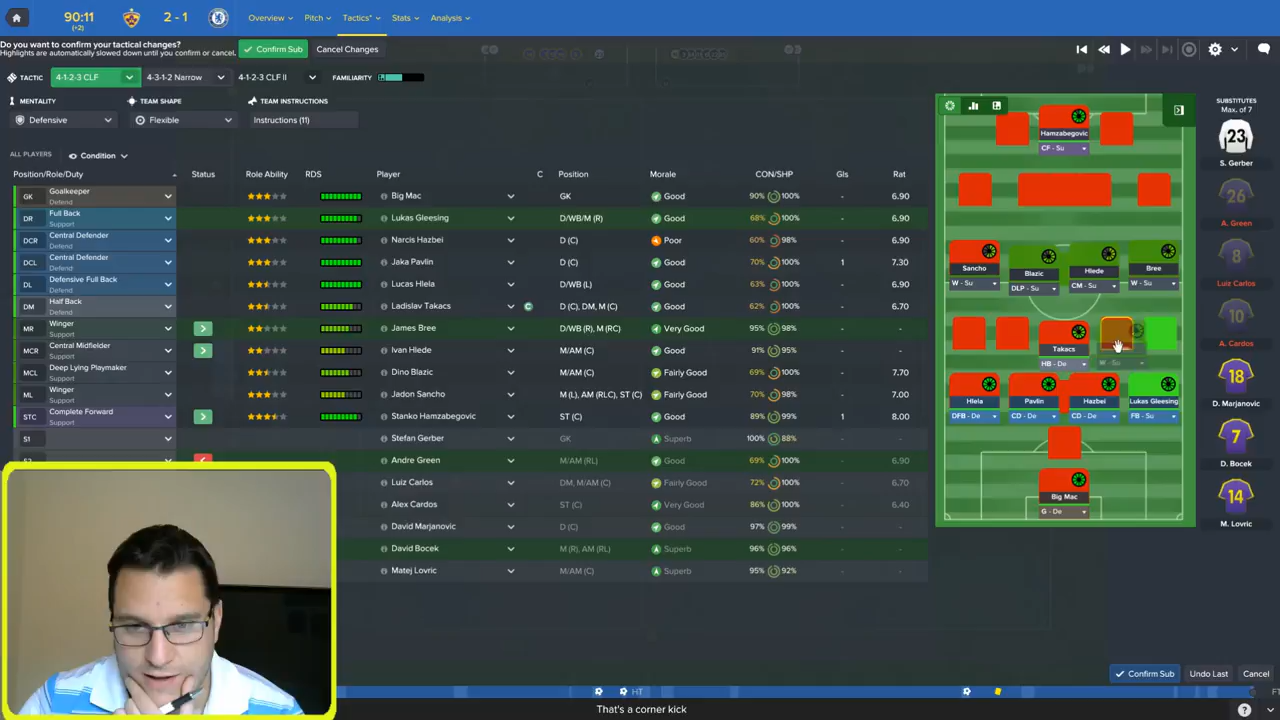 90:11
(+2)
2 - 1
Overview
Pitch
Tactics*
Stats
Analysis
Do you want to confirm your tactical changes?
Highlights are automatically slowed down until you confirm or cancel.
Confirm Sub
Cancel Changes
TACTIC
4-1-2-3 CLF
4-3-1-2 Narrow
4-1-2-3 CLF II
FAMILIARITY
MENTALITY
TEAM SHAPE
TEAM INSTRUCTIONS
Defensive
Flexible
Instructions (11)
ALL PLAYERS
Condition
Position/Role/Duty Status Role Ability RDS Player C Position Morale CON/SHP Gls Rat
GK Goalkeeper Defend Big Mac GK Good 90% 100% - 6.90
DR Full Back Support Lukas Gleesing D/WB/M (R) Good 68% 100% - 6.90
DCR Central Defender Defend Narcis Hazbei D (C) Poor 60% 98% - 6.90
DCL Central Defender Defend Jaka Pavlin D (C) Good 70% 100% 1 7.30
DL Defensive Full Back Defend Lucas Hlela D/WB (L) Good 63% 100% - 6.90
DM Half Back Defend Ladislav Takacs C D (C), DM, M (C) Good 62% 100% - 6.70
MR Winger Support James Bree D/WB (R), M (RC) Very Good 95% 98% - -
MCR Central Midfielder Support Ivan Hlede M/AM (C) Good 91% 95% - -
MCL Deep Lying Playmaker Support Dino Blazic M/AM (C) Fairly Good 69% 100% - 7.70
ML Winger Support Jadon Sancho M (L), AM (RLC), ST (C) Fairly Good 70% 98% - 7.00
STC Complete Forward Support Stanko Hamzabegovic ST (C) Good 89% 99% 1 8.00
S1 Stefan Gerber GK Superb 100% 88% - -
S2 Andre Green M/AM (RL) Good 69% 100% - 6.90
Luiz Carlos DM, M/AM (C) Fairly Good 72% 100% - 6.70
Alex Cardos ST (C) Very Good 86% 100% - 6.40
David Marjanovic D (C) Good 97% 99% - -
David Bocek M (R), AM (RL) Superb 96% 96% - -
Matej Lovric M/AM (C) Superb 95% 92% - -
Hamzabegovic
CF - Su
Sancho
W - Su
Blazic
DLP - Su
Hlede
CM - Su
Bree
W - Su
Takacs
HB - De
W - Su
Hlela
DFB - De
Pavlin
CD - De
Hazbei
CD - De
Lukas Gleesing
FB - Su
Big Mac
G - De
SUBSTITUTES
Max. of 7
23
S. Gerber
26
A. Green
8
Luiz Carlos
10
A. Cardos
18
D. Marjanovic
7
D. Bocek
14
M. Lovric
Confirm Sub
Undo Last
Cancel
HT
That's a corner kick